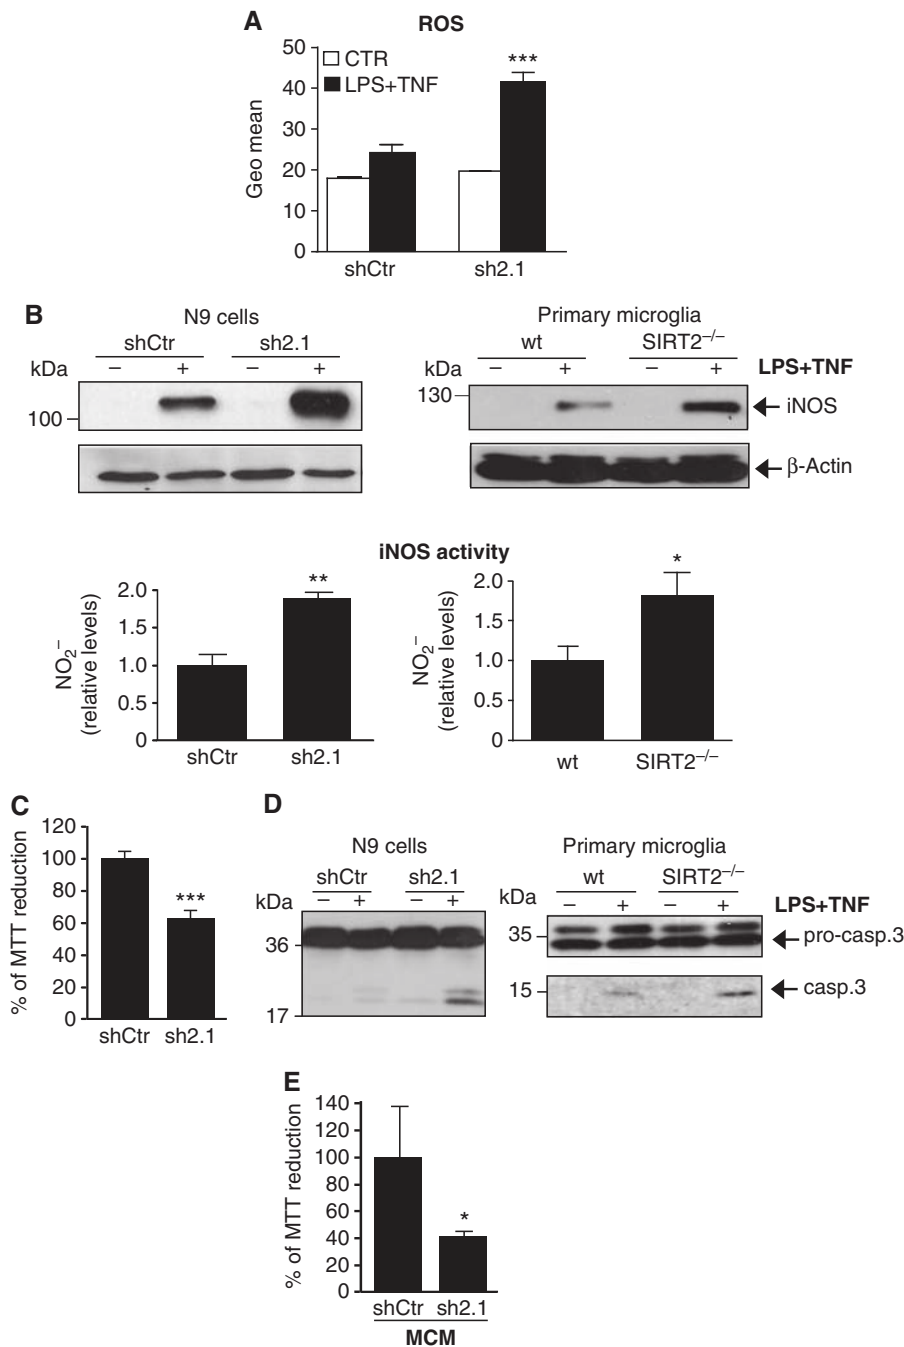 A
ROS
50
40
30
20
10
0
Geo mean
CTR
LPS+TNF
***
shCtr sh2.1
B
N9 cells
shCtr sh2.1
kDa − + − +
100
Primary microglia
wt SIRT2−/−
kDa − + − + LPS+TNF
130
iNOS
β-Actin
iNOS activity
NO2−
(relative levels)
2.0
1.5
1.0
0.5
0
**
shCtr sh2.1
NO2−
(relative levels)
2.0
1.5
1.0
0.5
0
*
wt SIRT2−/−
C
% of MTT reduction
120
100
80
60
40
20
0
***
shCtr sh2.1
D
N9 cells
shCtr sh2.1
kDa − + − +
36
17
Primary microglia
wt SIRT2−/−
kDa − + − + LPS+TNF
35
pro-casp.3
15
casp.3
E
% of MTT reduction
140
120
100
80
60
40
20
0
*
shCtr sh2.1
MCM